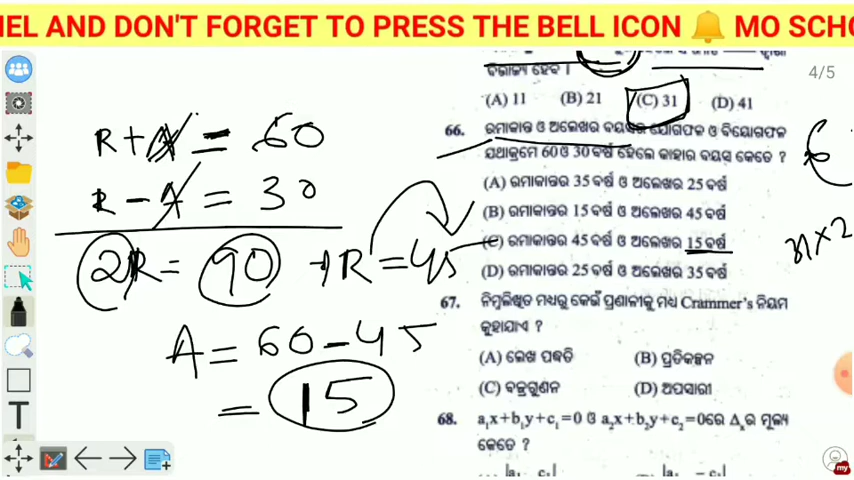 NEL AND DON'T FORGET TO PRESS THE BELL ICON 🔔 MO SCHO
ବିଭାଜ୍ୟ ହେବ ।
4/5
(A) 11 (B) 21 (C) 31 (D) 41
66. ରମାକାନ୍ତ ଓ ଅଲେଖର ବୟସର ଯୋଗଫଳ ଓ ବିୟୋଗଫଳ
ଯଥାକ୍ରମେ 60 ଓ 30 ବର୍ଷ ହେଲେ କାହାର ବୟସ କେତେ ?
(A) ରମାକାନ୍ତର 35 ବର୍ଷ ଓ ଅଲେଖର 25 ବର୍ଷ
(B) ରମାକାନ୍ତର 15 ବର୍ଷ ଓ ଅଲେଖର 45 ବର୍ଷ
(C) ରମାକାନ୍ତର 45 ବର୍ଷ ଓ ଅଲେଖର 15 ବର୍ଷ
(D) ରମାକାନ୍ତର 25 ବର୍ଷ ଓ ଅଲେଖର 35 ବର୍ଷ
67. ନିମ୍ନଲିଖିତ ମଧ୍ୟରୁ କେଉଁ ପ୍ରଣାଳୀକୁ ମଧ୍ୟ Crammer's ନିୟମ
କୁହାଯାଏ ?
(A) ଲେଖ ପଦ୍ଧତି (B) ପ୍ରତିକଳ୍ପନ
(C) ବଜ୍ରଗୁଣନ (D) ଅପସାରୀ
68. a₁x+b₁y+c₁=0 ଓ a₂x+b₂y+c₂=0ରେ Δₓର ମୂଲ୍ୟ
କେତେ ?
R+A = 60
R-A = 30
2R = 90 R = 45
A = 60-45
= 15
T
my